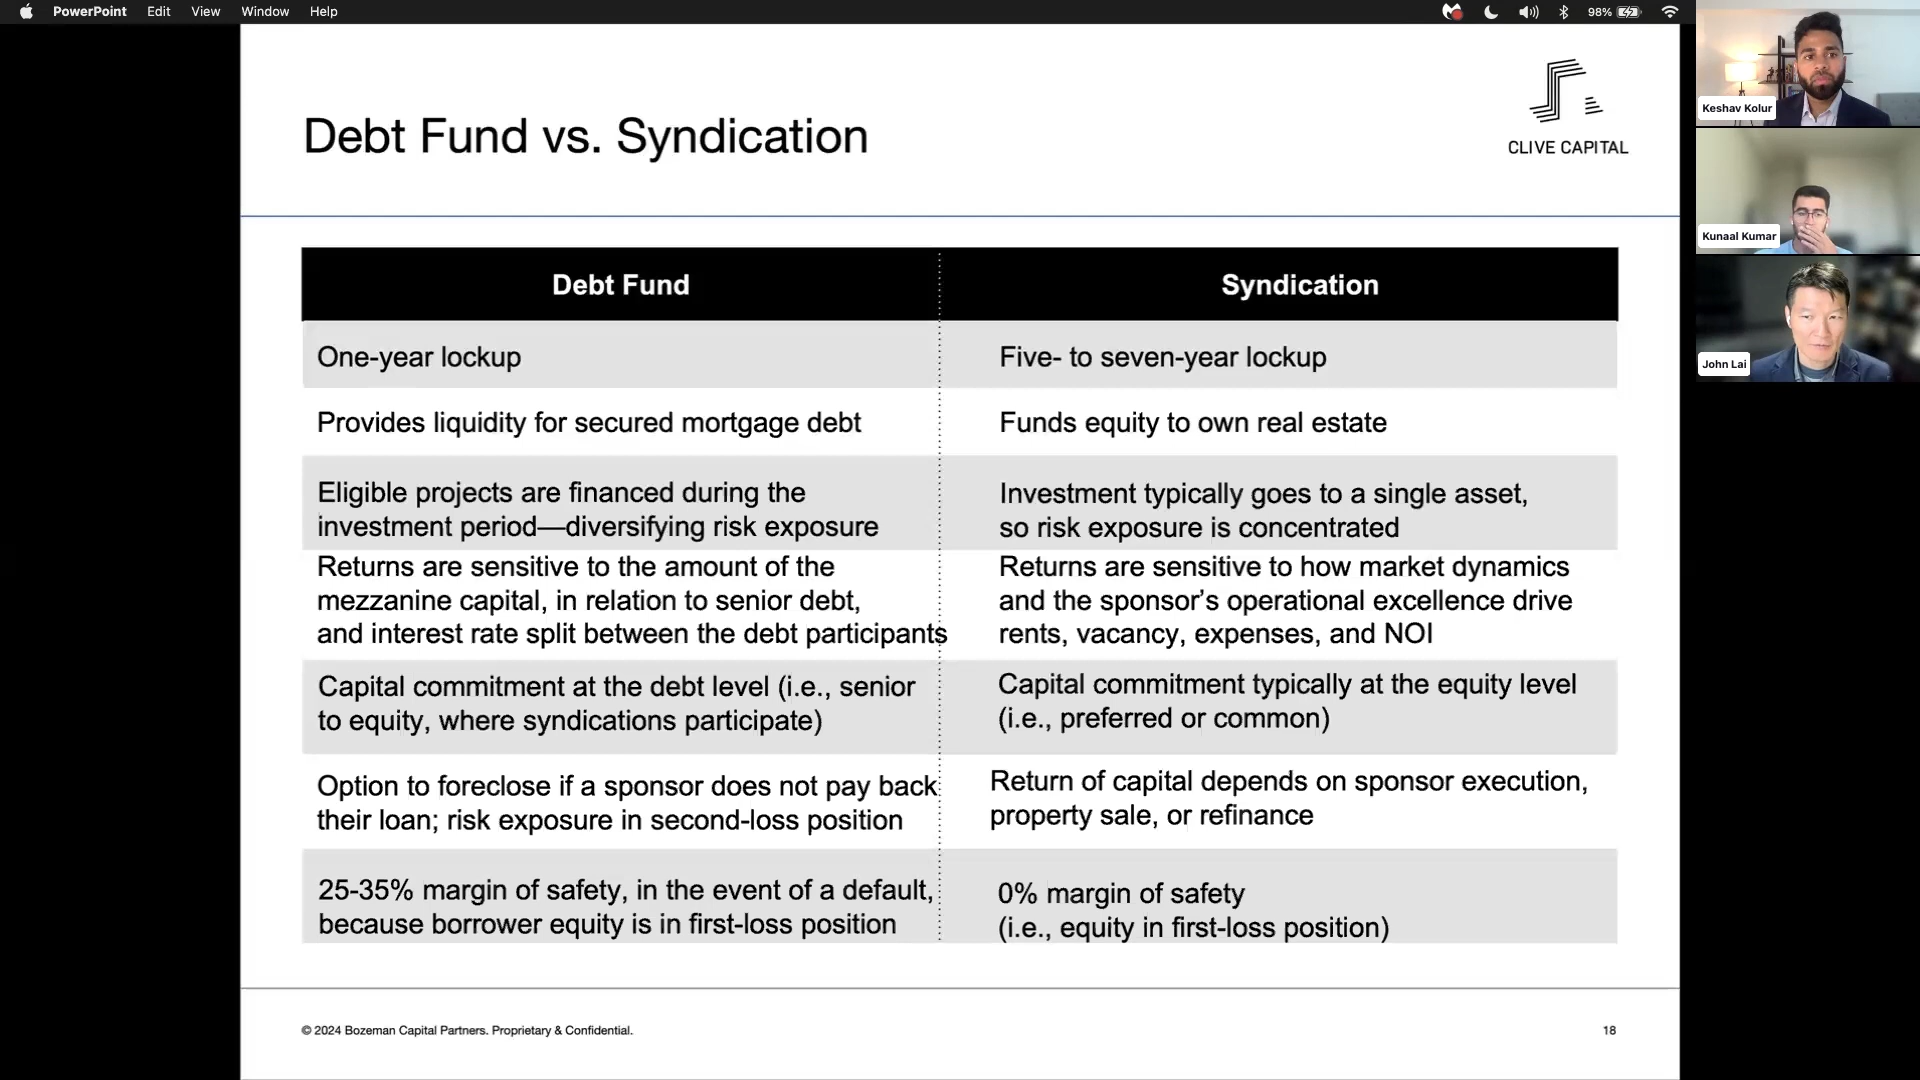 PowerPoint Edit View Window Help 98%
CLIVE CAPITAL
Debt Fund vs. Syndication
Debt Fund
Syndication
One-year lockup
Five- to seven-year lockup
Provides liquidity for secured mortgage debt
Funds equity to own real estate
Eligible projects are financed during the
investment period—diversifying risk exposure
Investment typically goes to a single asset,
so risk exposure is concentrated
Returns are sensitive to the amount of the
mezzanine capital, in relation to senior debt,
and interest rate split between the debt participants
Returns are sensitive to how market dynamics
and the sponsor’s operational excellence drive
rents, vacancy, expenses, and NOI
Capital commitment at the debt level (i.e., senior
to equity, where syndications participate)
Capital commitment typically at the equity level
(i.e., preferred or common)
Option to foreclose if a sponsor does not pay back
their loan; risk exposure in second-loss position
Return of capital depends on sponsor execution,
property sale, or refinance
25-35% margin of safety, in the event of a default,
because borrower equity is in first-loss position
0% margin of safety
(i.e., equity in first-loss position)
© 2024 Bozeman Capital Partners. Proprietary & Confidential.
18
Keshav Kolur
Kunaal Kumar
John Lai